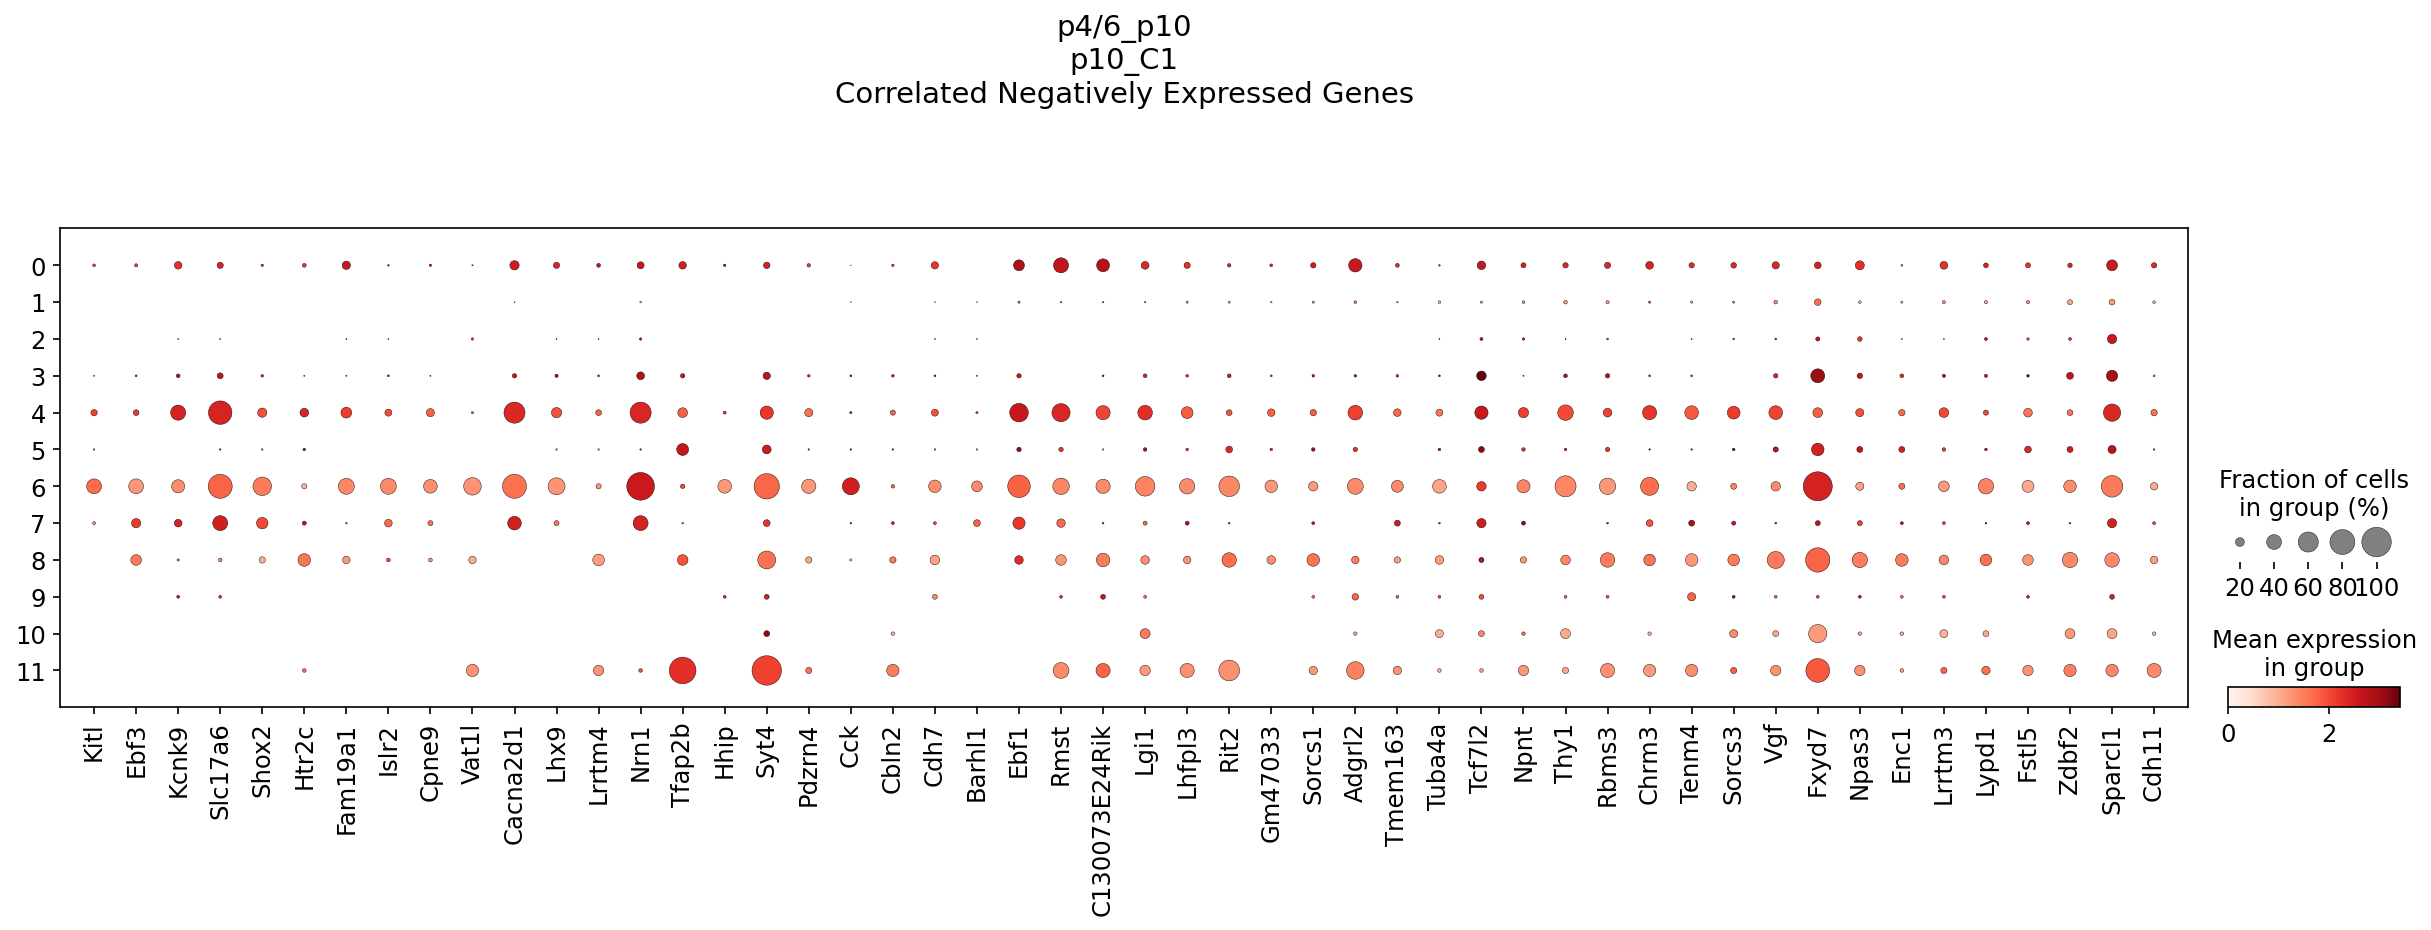 p4/6_p10
p10_C1
Correlated Negatively Expressed Genes
0
1
2
3
4
5
6
7
8
9
10
11
Kitl
Ebf3
Kcnk9
Slc17a6
Shox2
Htr2c
Fam19a1
Islr2
Cpne9
Vat1l
Cacna2d1
Lhx9
Lrrtm4
Nrn1
Tfap2b
Hhip
Syt4
Pdzrn4
Cck
Cbln2
Cdh7
Barhl1
Ebf1
Rmst
C130073E24Rik
Lgi1
Lhfpl3
Rit2
Gm47033
Sorcs1
Adgrl2
Tmem163
Tuba4a
Tcf7l2
Npnt
Thy1
Rbms3
Chrm3
Tenm4
Sorcs3
Vgf
Fxyd7
Npas3
Enc1
Lrrtm3
Lypd1
Fstl5
Zdbf2
Sparcl1
Cdh11
Fraction of cells
in group (%)
20 40 60 80 100
Mean expression
in group
0 2